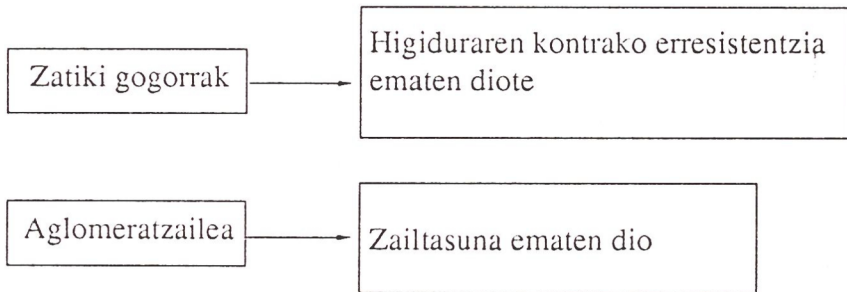 Zatiki gogorrak
Higiduraren kontrako erresistentzia
ematen diote
Aglomeratzailea
Zailtasuna ematen dio